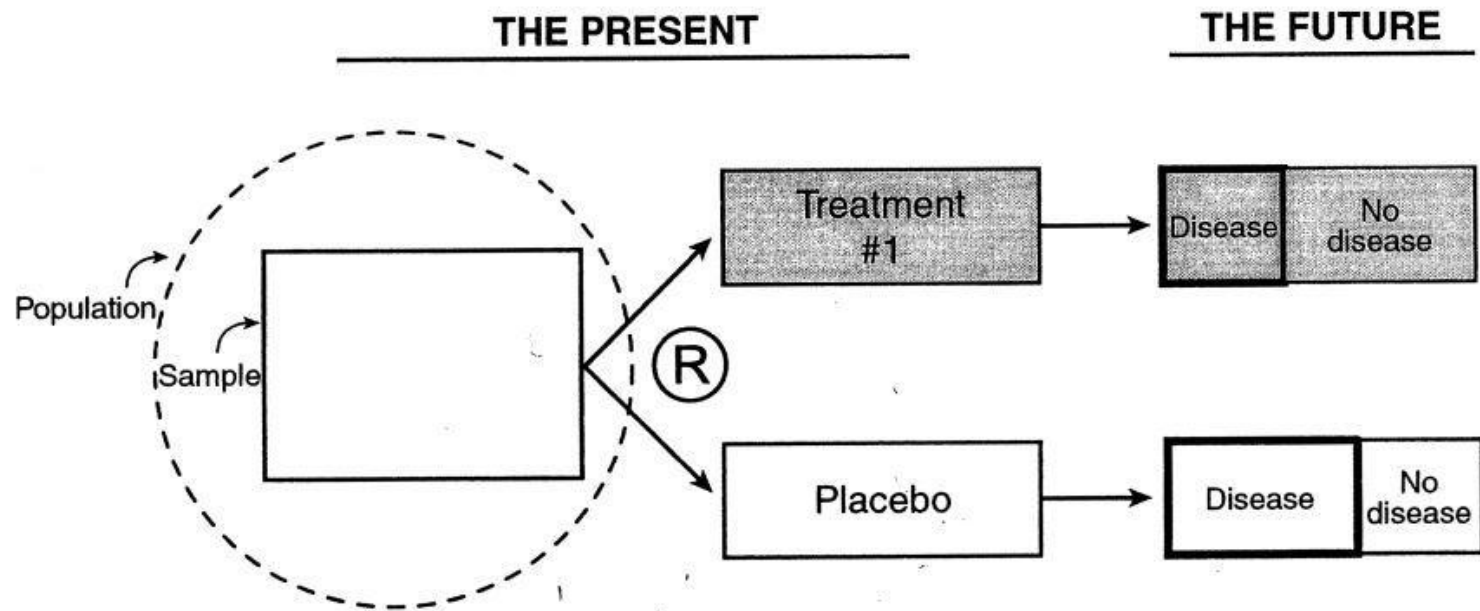 THE PRESENT
THE FUTURE
Population
Sample
R
Treatment
#1
Disease
No
disease
Placebo
Disease
No
disease